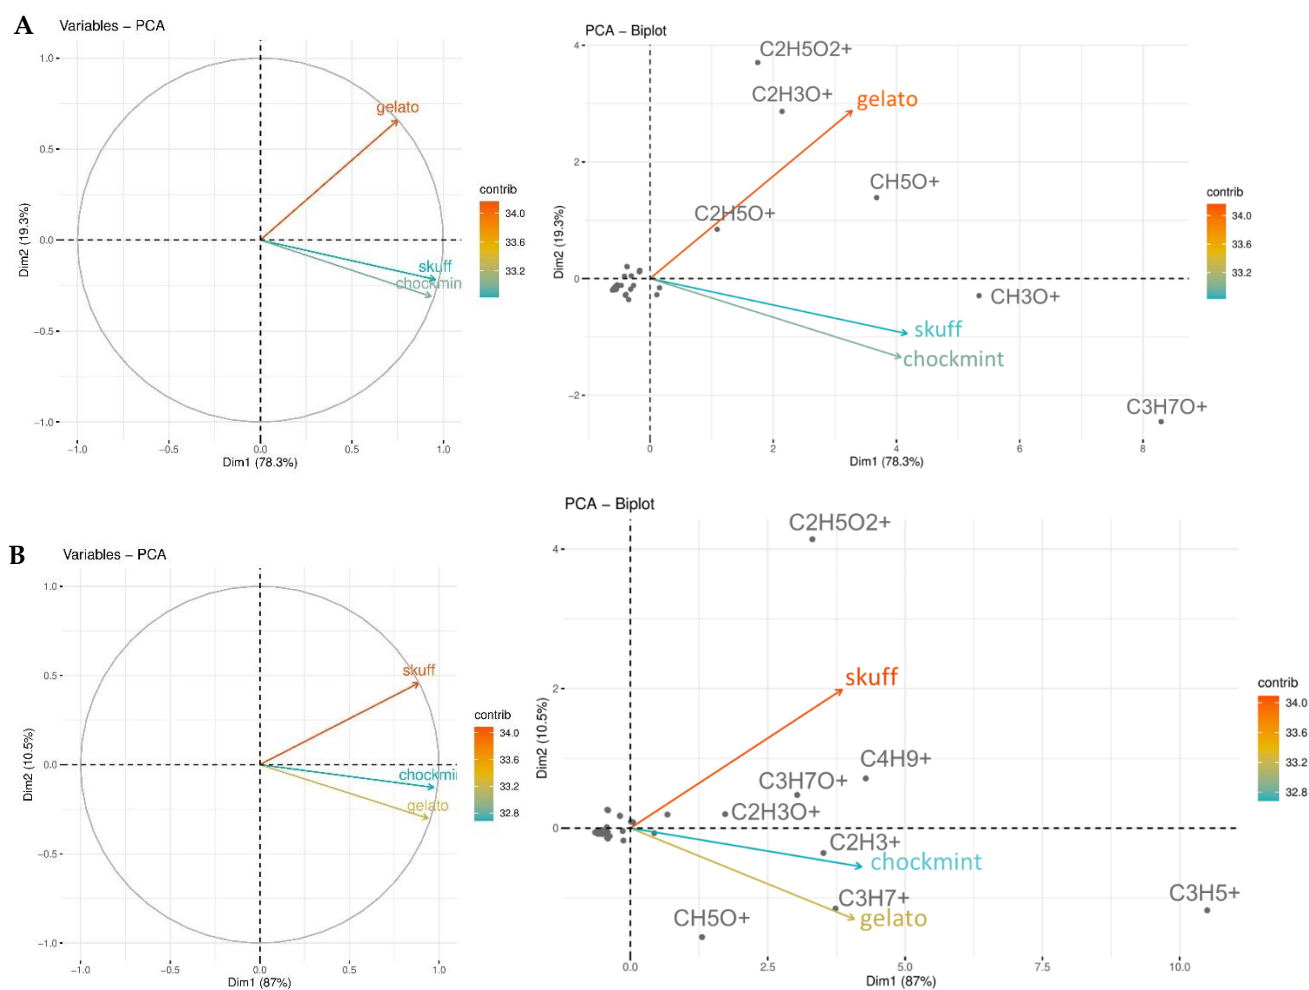 A
Variables − PCA
1.0
0.5
0.0
−0.5
−1.0
Dim2 (19.3%)
gelato
skuff
chockmin
−1.0 −0.5 0.0 0.5 1.0
Dim1 (78.3%)
contrib
34.0
33.6
33.2
PCA − Biplot
4
2
0
−2
Dim2 (19.3%)
C2H5O2+
C2H3O+
gelato
CH5O+
C2H5O+
CH3O+
skuff
chockmint
C3H7O+
0 2 4 6 8
Dim1 (78.3%)
contrib
34.0
33.6
33.2
B
Variables − PCA
1.0
0.5
0.0
−0.5
−1.0
Dim2 (10.5%)
skuff
chockmi
gelato
−1.0 −0.5 0.0 0.5 1.0
Dim1 (87%)
contrib
34.0
33.6
33.2
32.8
PCA − Biplot
4
2
0
Dim2 (10.5%)
C2H5O2+
skuff
C4H9+
C3H7O+
C2H3O+
C2H3+
chockmint
C3H7+
C3H5+
CH5O+
gelato
0.0 2.5 5.0 7.5 10.0
Dim1 (87%)
contrib
34.0
33.6
33.2
32.8